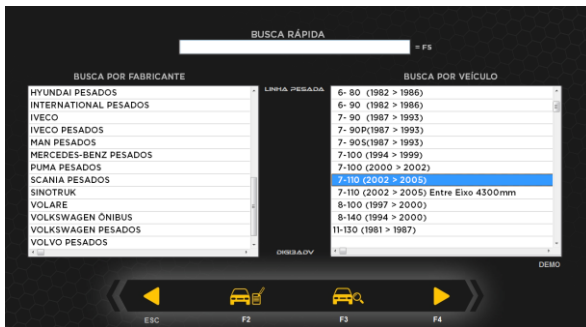 BUSCA RÁPIDA
= F5
BUSCA POR FABRICANTE
LINHA PESADA
BUSCA POR VEÍCULO
HYUNDAI PESADOS
INTERNATIONAL PESADOS
IVECO
IVECO PESADOS
MAN PESADOS
MERCEDES-BENZ PESADOS
PUMA PESADOS
SCANIA PESADOS
SINOTRUK
VOLARE
VOLKSWAGEN ÔNIBUS
VOLKSWAGEN PESADOS
VOLVO PESADOS
6- 80 (1982 > 1986)
6- 90 (1982 > 1986)
7- 90 (1987 > 1993)
7- 90P(1987 > 1993)
7- 90S(1987 > 1993)
7-100 (1994 > 1999)
7-100 (2000 > 2002)
7-110 (2002 > 2005)
7-110 (2002 > 2005) Entre Eixo 4300mm
8-100 (1997 > 2000)
8-140 (1994 > 2000)
11-130 (1981 > 1987)
DEMO
ESC
F2
F3
F4